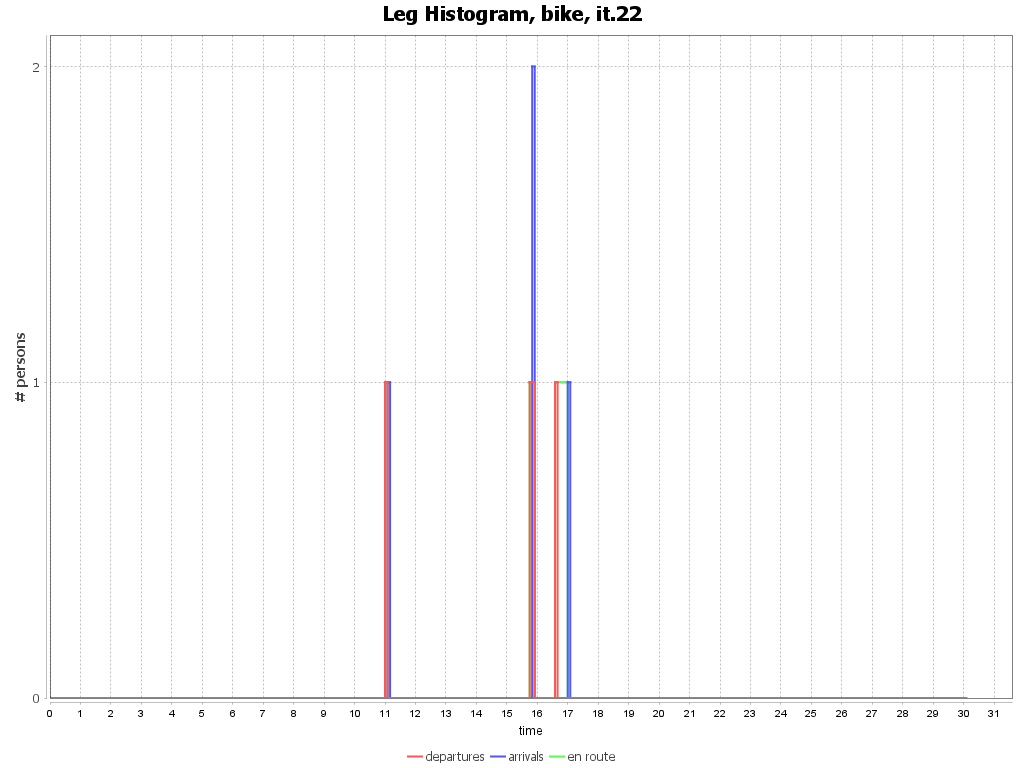 Leg Histogram, bike, it.22
# persons
2
1
0
0 1 2 3 4 5 6 7 8 9 10 11 12 13 14 15 16 17 18 19 20 21 22 23 24 25 26 27 28 29 30 31
time
departures arrivals en route